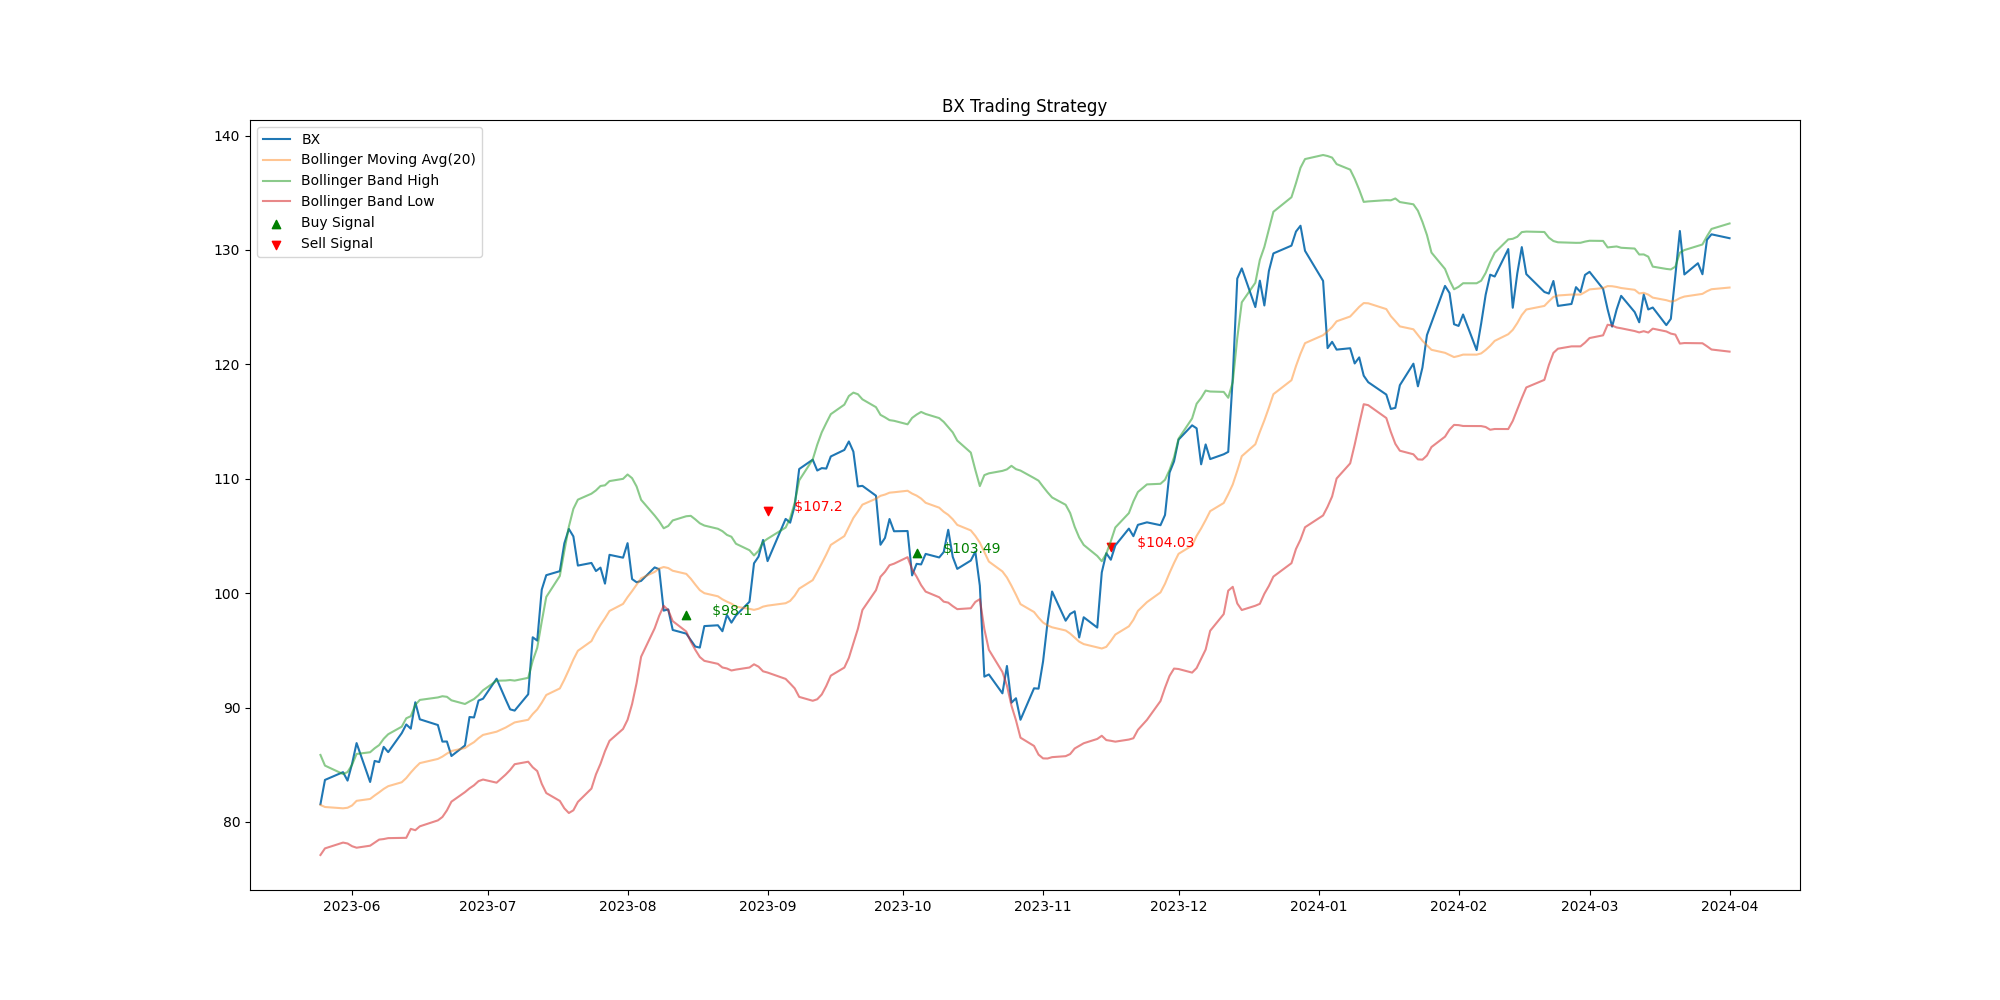 BX Trading Strategy
BX
Bollinger Moving Avg(20)
Bollinger Band High
Bollinger Band Low
Buy Signal
Sell Signal
140
130
120
110
100
90
80
$107.2
$98.1
$103.49
$104.03
2023-06 2023-07 2023-08 2023-09 2023-10 2023-11 2023-12 2024-01 2024-02 2024-03 2024-04